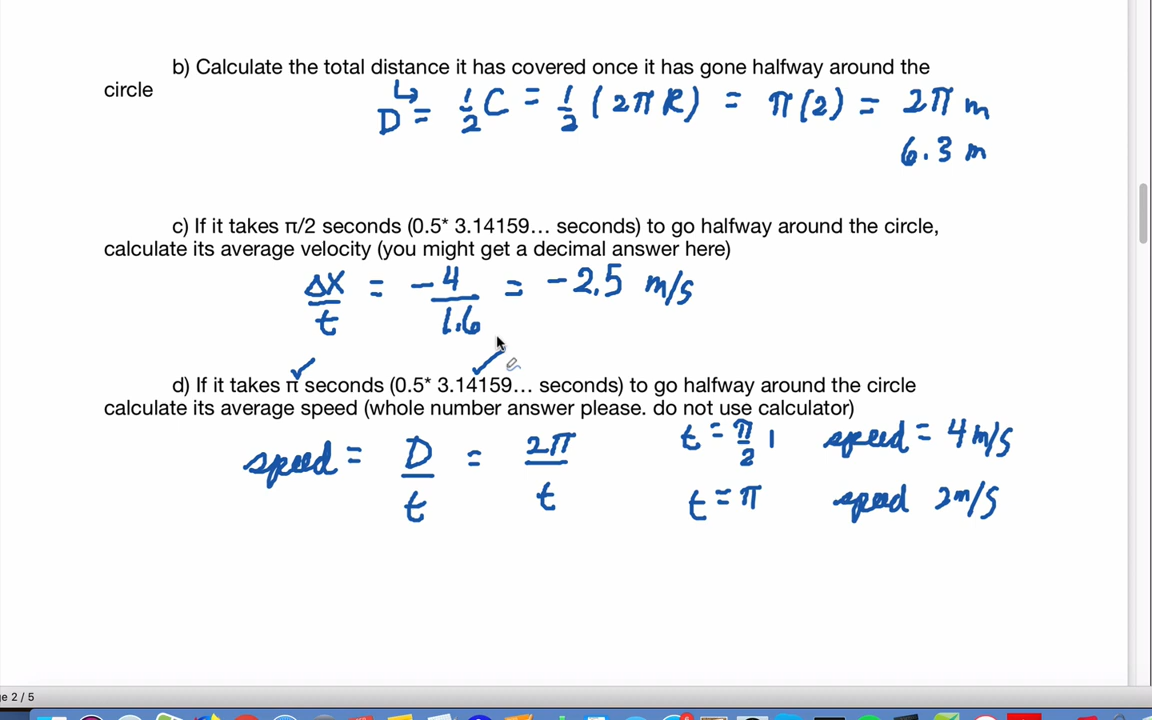 b) Calculate the total distance it has covered once it has gone halfway around the
circle
D = 1/2 C = 1/2 (2πR) = π(2) = 2π m
6.3 m
c) If it takes π/2 seconds (0.5* 3.14159... seconds) to go halfway around the circle,
calculate its average velocity (you might get a decimal answer here)
Δx/t = -4/1.6 = -2.5 m/s
d) If it takes π seconds (0.5* 3.14159... seconds) to go halfway around the circle
calculate its average speed (whole number answer please. do not use calculator)
speed = D/t = 2π/t
t = π/2 | speed = 4 m/s
t = π speed 2 m/s
e 2 / 5